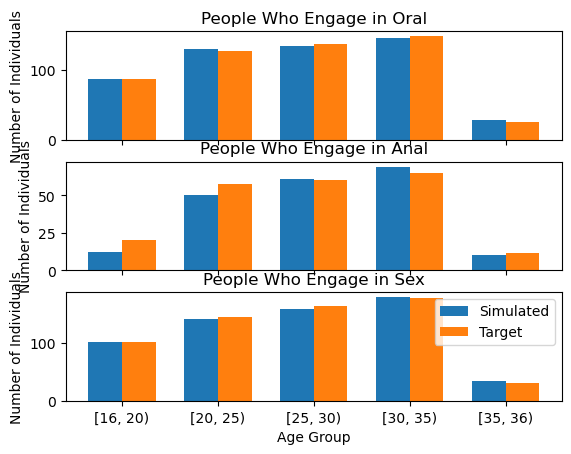 People Who Engage in Oral
Number of Individuals
100
0
People Who Engage in Anal
Number of Individuals
50
25
0
People Who Engage in Sex
Number of Individuals
100
0
Simulated
Target
[16, 20) [20, 25) [25, 30) [30, 35) [35, 36)
Age Group